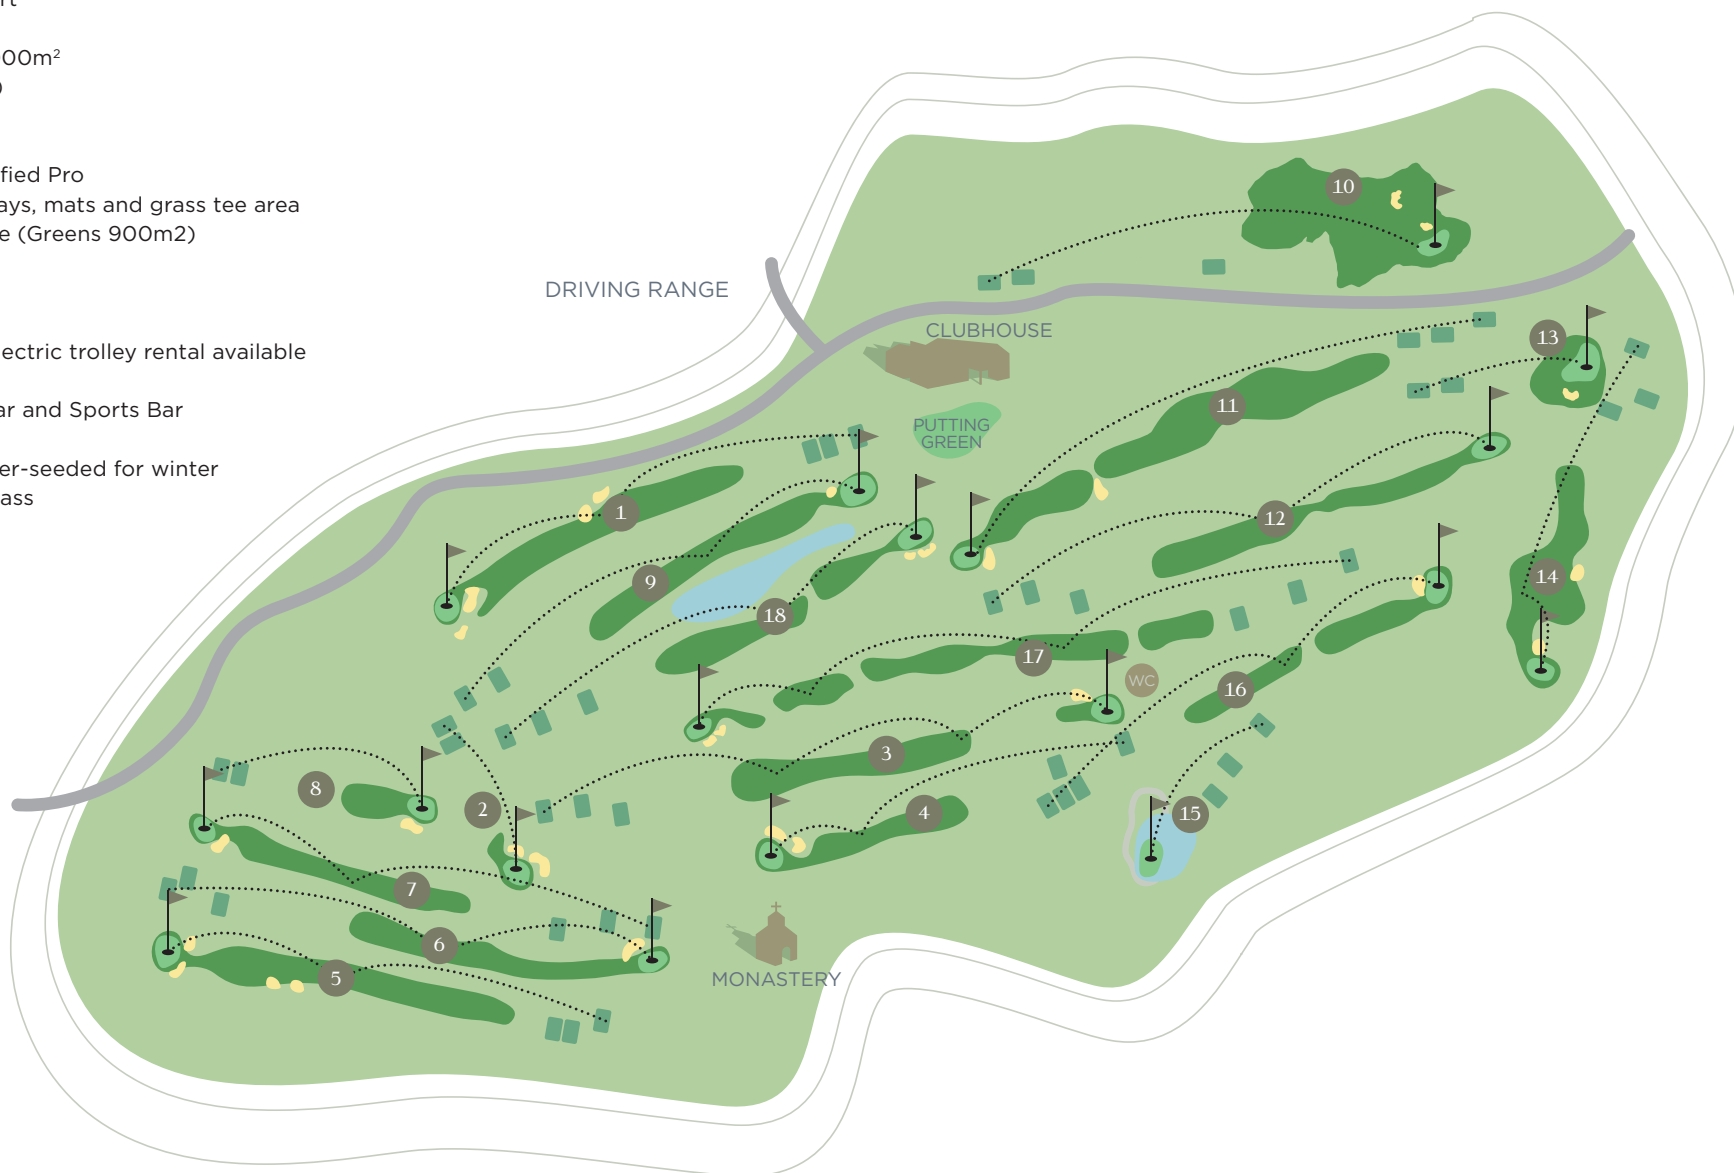 00m²
fied Pro
ays, mats and grass tee area
e (Greens 900m2)
DRIVING RANGE
CLUBHOUSE
ectric trolley rental available
ar and Sports Bar
PUTTING
GREEN
er-seeded for winter
ass
10
13
11
1
12
9
14
18
17
WC
16
3
8
2
4
15
7
6
5
MONASTERY